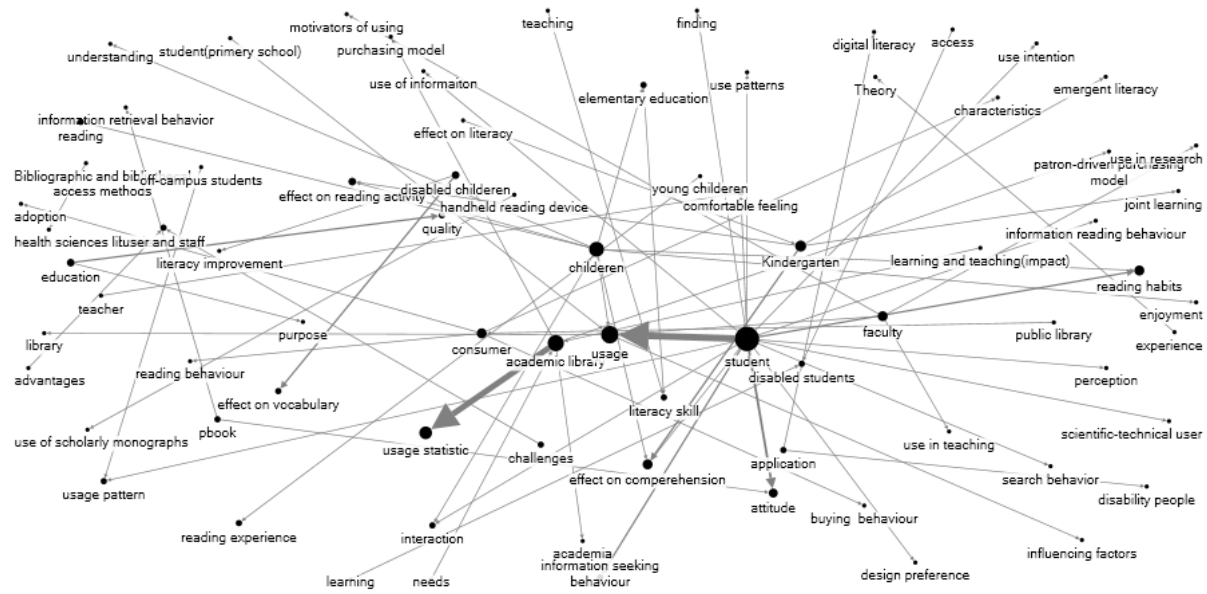 teaching
finding
motivators of using
student(primary school)
purchasing model
understanding
digital literacy
access
use intention
use of informaiton
use patterns
Theory
emergent literacy
elementary education
characteristics
information retrieval behavior
reading
effect on literacy
patron-driven purchasing
model
use in research
Bibliographic and
access methods
off-campus students
effect on reading activity
disabled childeren
handheld reading device
young childeren
comfortable feeling
joint learning
adoption
quality
information reading behaviour
health sciences
user and staff
literacy improvement
education
childeren
Kindergarten
learning and teaching(impact)
reading habits
teacher
enjoyment
library
purpose
consumer
academic library
usage
student
faculty
public library
experience
advantages
reading behaviour
disabled students
perception
effect on vocabulary
literacy skill
use of scholarly monographs
pbook
usage statistic
challenges
use in teaching
scientific-technical user
usage pattern
effect on comperehension
application
search behavior
disability people
attitude
buying behaviour
reading experience
interaction
academia
information seeking
behaviour
influencing factors
learning
needs
design preference